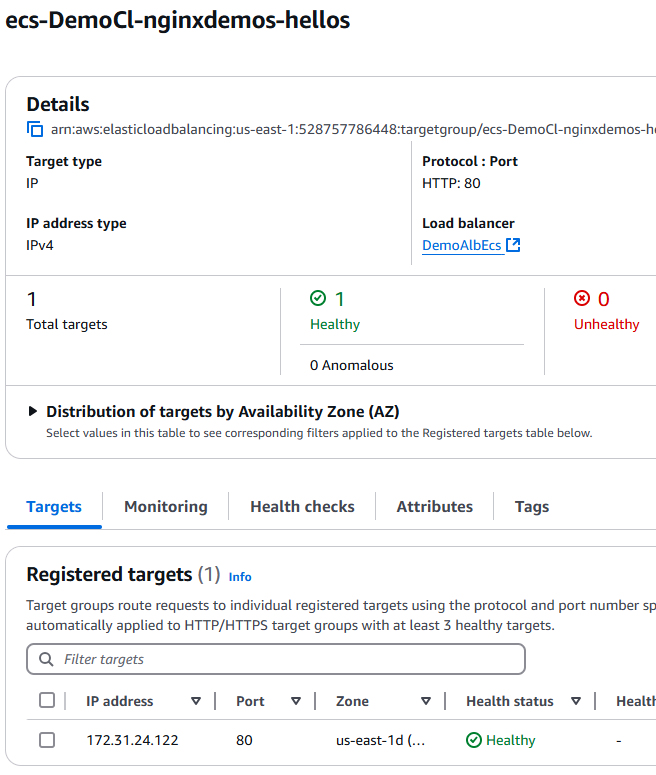 ecs-DemoCl-nginxdemos-hellos
Details
arn:aws:elasticloadbalancing:us-east-1:528757786448:targetgroup/ecs-DemoCl-nginxdemos-h
Target type
Protocol : Port
IP
HTTP: 80
IP address type
Load balancer
IPv4
DemoAlbEcs
1
1
0
Total targets
Healthy
Unhealthy
0 Anomalous
Distribution of targets by Availability Zone (AZ)
Select values in this table to see corresponding filters applied to the Registered targets table below.
Targets
Monitoring
Health checks
Attributes
Tags
Registered targets (1) Info
Target groups route requests to individual registered targets using the protocol and port number sp
automatically applied to HTTP/HTTPS target groups with at least 3 healthy targets.
Filter targets
IP address
Port
Zone
Health status
Health
172.31.24.122
80
us-east-1d (...
Healthy
-